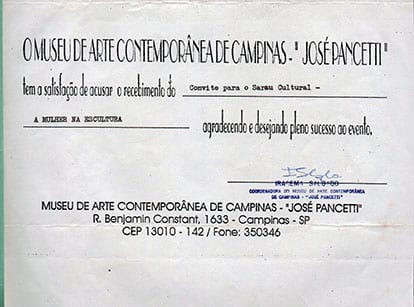 O MUSEU DE ARTE CONTEMPORÂNEA DE CAMPINAS - " JOSÉ PANCETTI "
tem a satisfação de acusar o recebimento do Convite para o Sarau Cultural -
A MULHER NA ESCULTURA
agradecendo e desejando pleno sucesso ao evento.
IRACEMA SALGADO
COORDENADORA DO MUSEU DE ARTE CONTEMPORÂNEA
DE CAMPINAS - "JOSÉ PANCETTI"
MUSEU DE ARTE CONTEMPORÂNEA DE CAMPINAS - "JOSÉ PANCETTI"
R. Benjamin Constant, 1633 - Campinas - SP
CEP 13010 - 142 / Fone: 350346